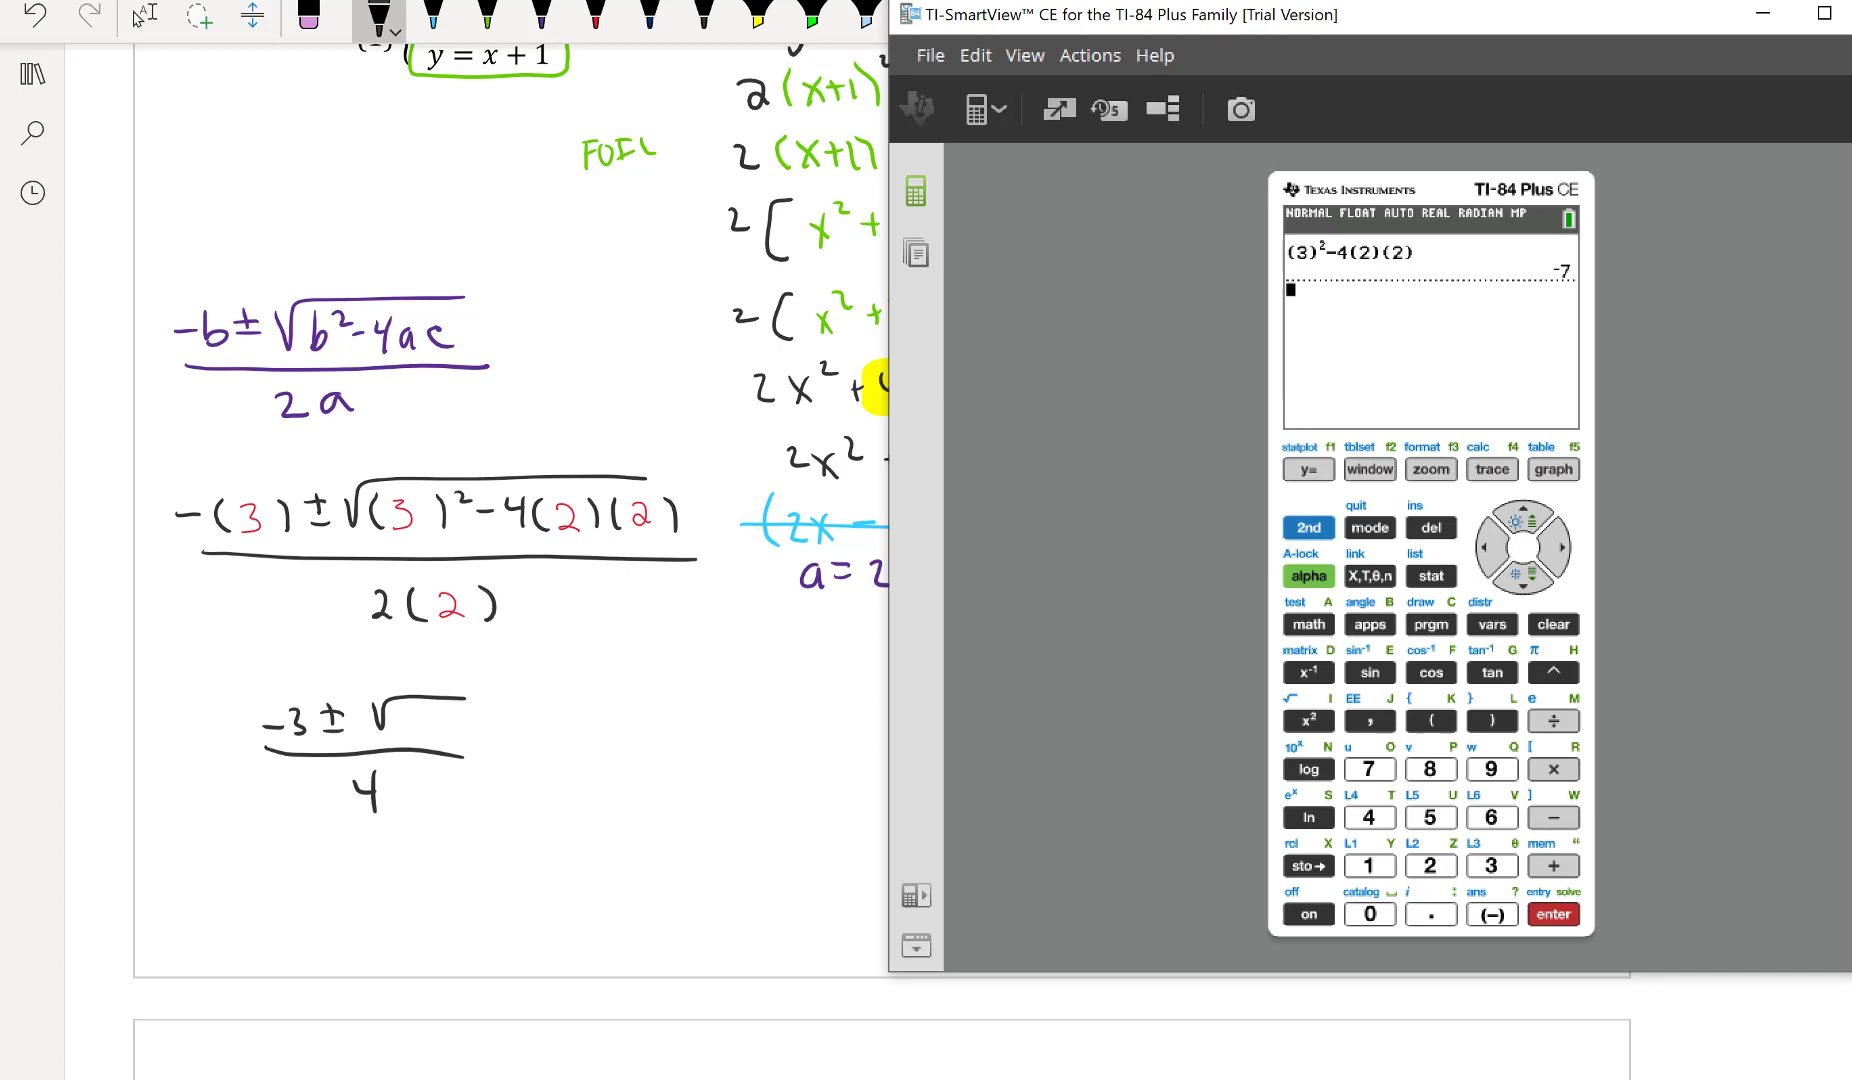 TI-SmartView™ CE for the TI-84 Plus Family [Trial Version]
File Edit View Actions Help
y = x + 1
2 (x+1)
FOIL
2 (x+1)
2 [ x² +
2 ( x² +
2x² +
2x²
(2x -
a = 2
-b ± √b²-4ac
2a
-(3) ± √(3)²-4(2)(2)
2(2)
-3 ± √
4
TEXAS INSTRUMENTS TI-84 Plus CE
NORMAL FLOAT AUTO REAL RADIAN MP
(3)²-4(2)(2)
-7
statplot f1 tblset f2 format f3 calc f4 table f5
y= window zoom trace graph
quit ins
2nd mode del
A-lock link list
alpha X,T,θ,n stat
test A angle B draw C distr
math apps prgm vars clear
matrix D sin⁻¹ E cos⁻¹ F tan⁻¹ G π H
x⁻¹ sin cos tan ^
√ I EE J { K } L e M
x² , ( ) ÷
10ˣ N u O v P w Q [ R
log 7 8 9 ×
eˣ S L4 T L5 U L6 V ] W
ln 4 5 6 −
rcl X L1 Y L2 Z L3 θ mem "
sto→ 1 2 3 +
off catalog ⎵ i : ans ? entry solve
on 0 . (−) enter